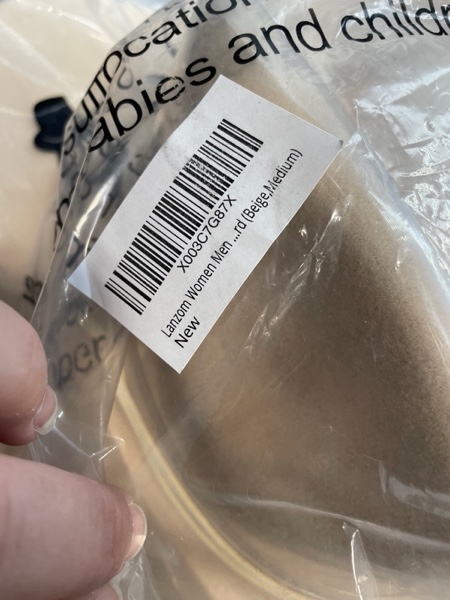 suffocation
babies and childr
X003C7G87X
Lanzom Women Men ...rd (Beige,Medium)
New